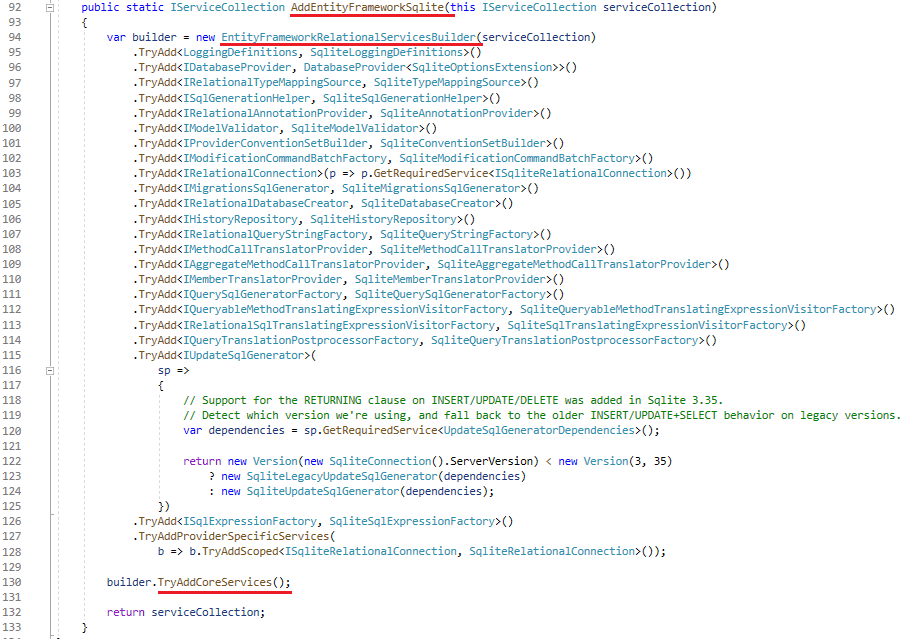 92 public static IServiceCollection AddEntityFrameworkSqlite(this IServiceCollection serviceCollection)
93 {
94 var builder = new EntityFrameworkRelationalServicesBuilder(serviceCollection)
95 .TryAdd<LoggingDefinitions, SqliteLoggingDefinitions>()
96 .TryAdd<IDatabaseProvider, DatabaseProvider<SqliteOptionsExtension>>()
97 .TryAdd<IRelationalTypeMappingSource, SqliteTypeMappingSource>()
98 .TryAdd<ISqlGenerationHelper, SqliteSqlGenerationHelper>()
99 .TryAdd<IRelationalAnnotationProvider, SqliteAnnotationProvider>()
100 .TryAdd<IModelValidator, SqliteModelValidator>()
101 .TryAdd<IProviderConventionSetBuilder, SqliteConventionSetBuilder>()
102 .TryAdd<IModificationCommandBatchFactory, SqliteModificationCommandBatchFactory>()
103 .TryAdd<IRelationalConnection>(p => p.GetRequiredService<ISqliteRelationalConnection>())
104 .TryAdd<IMigrationsSqlGenerator, SqliteMigrationsSqlGenerator>()
105 .TryAdd<IRelationalDatabaseCreator, SqliteDatabaseCreator>()
106 .TryAdd<IHistoryRepository, SqliteHistoryRepository>()
107 .TryAdd<IRelationalQueryStringFactory, SqliteQueryStringFactory>()
108 .TryAdd<IMethodCallTranslatorProvider, SqliteMethodCallTranslatorProvider>()
109 .TryAdd<IAggregateMethodCallTranslatorProvider, SqliteAggregateMethodCallTranslatorProvider>()
110 .TryAdd<IMemberTranslatorProvider, SqliteMemberTranslatorProvider>()
111 .TryAdd<IQuerySqlGeneratorFactory, SqliteQuerySqlGeneratorFactory>()
112 .TryAdd<IQueryableMethodTranslatingExpressionVisitorFactory, SqliteQueryableMethodTranslatingExpressionVisitorFactory>()
113 .TryAdd<IRelationalSqlTranslatingExpressionVisitorFactory, SqliteSqlTranslatingExpressionVisitorFactory>()
114 .TryAdd<IQueryTranslationPostprocessorFactory, SqliteQueryTranslationPostprocessorFactory>()
115 .TryAdd<IUpdateSqlGenerator>(
116 sp =>
117 {
118 // Support for the RETURNING clause on INSERT/UPDATE/DELETE was added in Sqlite 3.35.
119 // Detect which version we're using, and fall back to the older INSERT/UPDATE+SELECT behavior on legacy versions.
120 var dependencies = sp.GetRequiredService<UpdateSqlGeneratorDependencies>();
121
122 return new Version(new SqliteConnection().ServerVersion) < new Version(3, 35)
123 ? new SqliteLegacyUpdateSqlGenerator(dependencies)
124 : new SqliteUpdateSqlGenerator(dependencies);
125 })
126 .TryAdd<ISqlExpressionFactory, SqliteSqlExpressionFactory>()
127 .TryAddProviderSpecificServices(
128 b => b.TryAddScoped<ISqliteRelationalConnection, SqliteRelationalConnection>());
129
130 builder.TryAddCoreServices();
131
132 return serviceCollection;
133 }